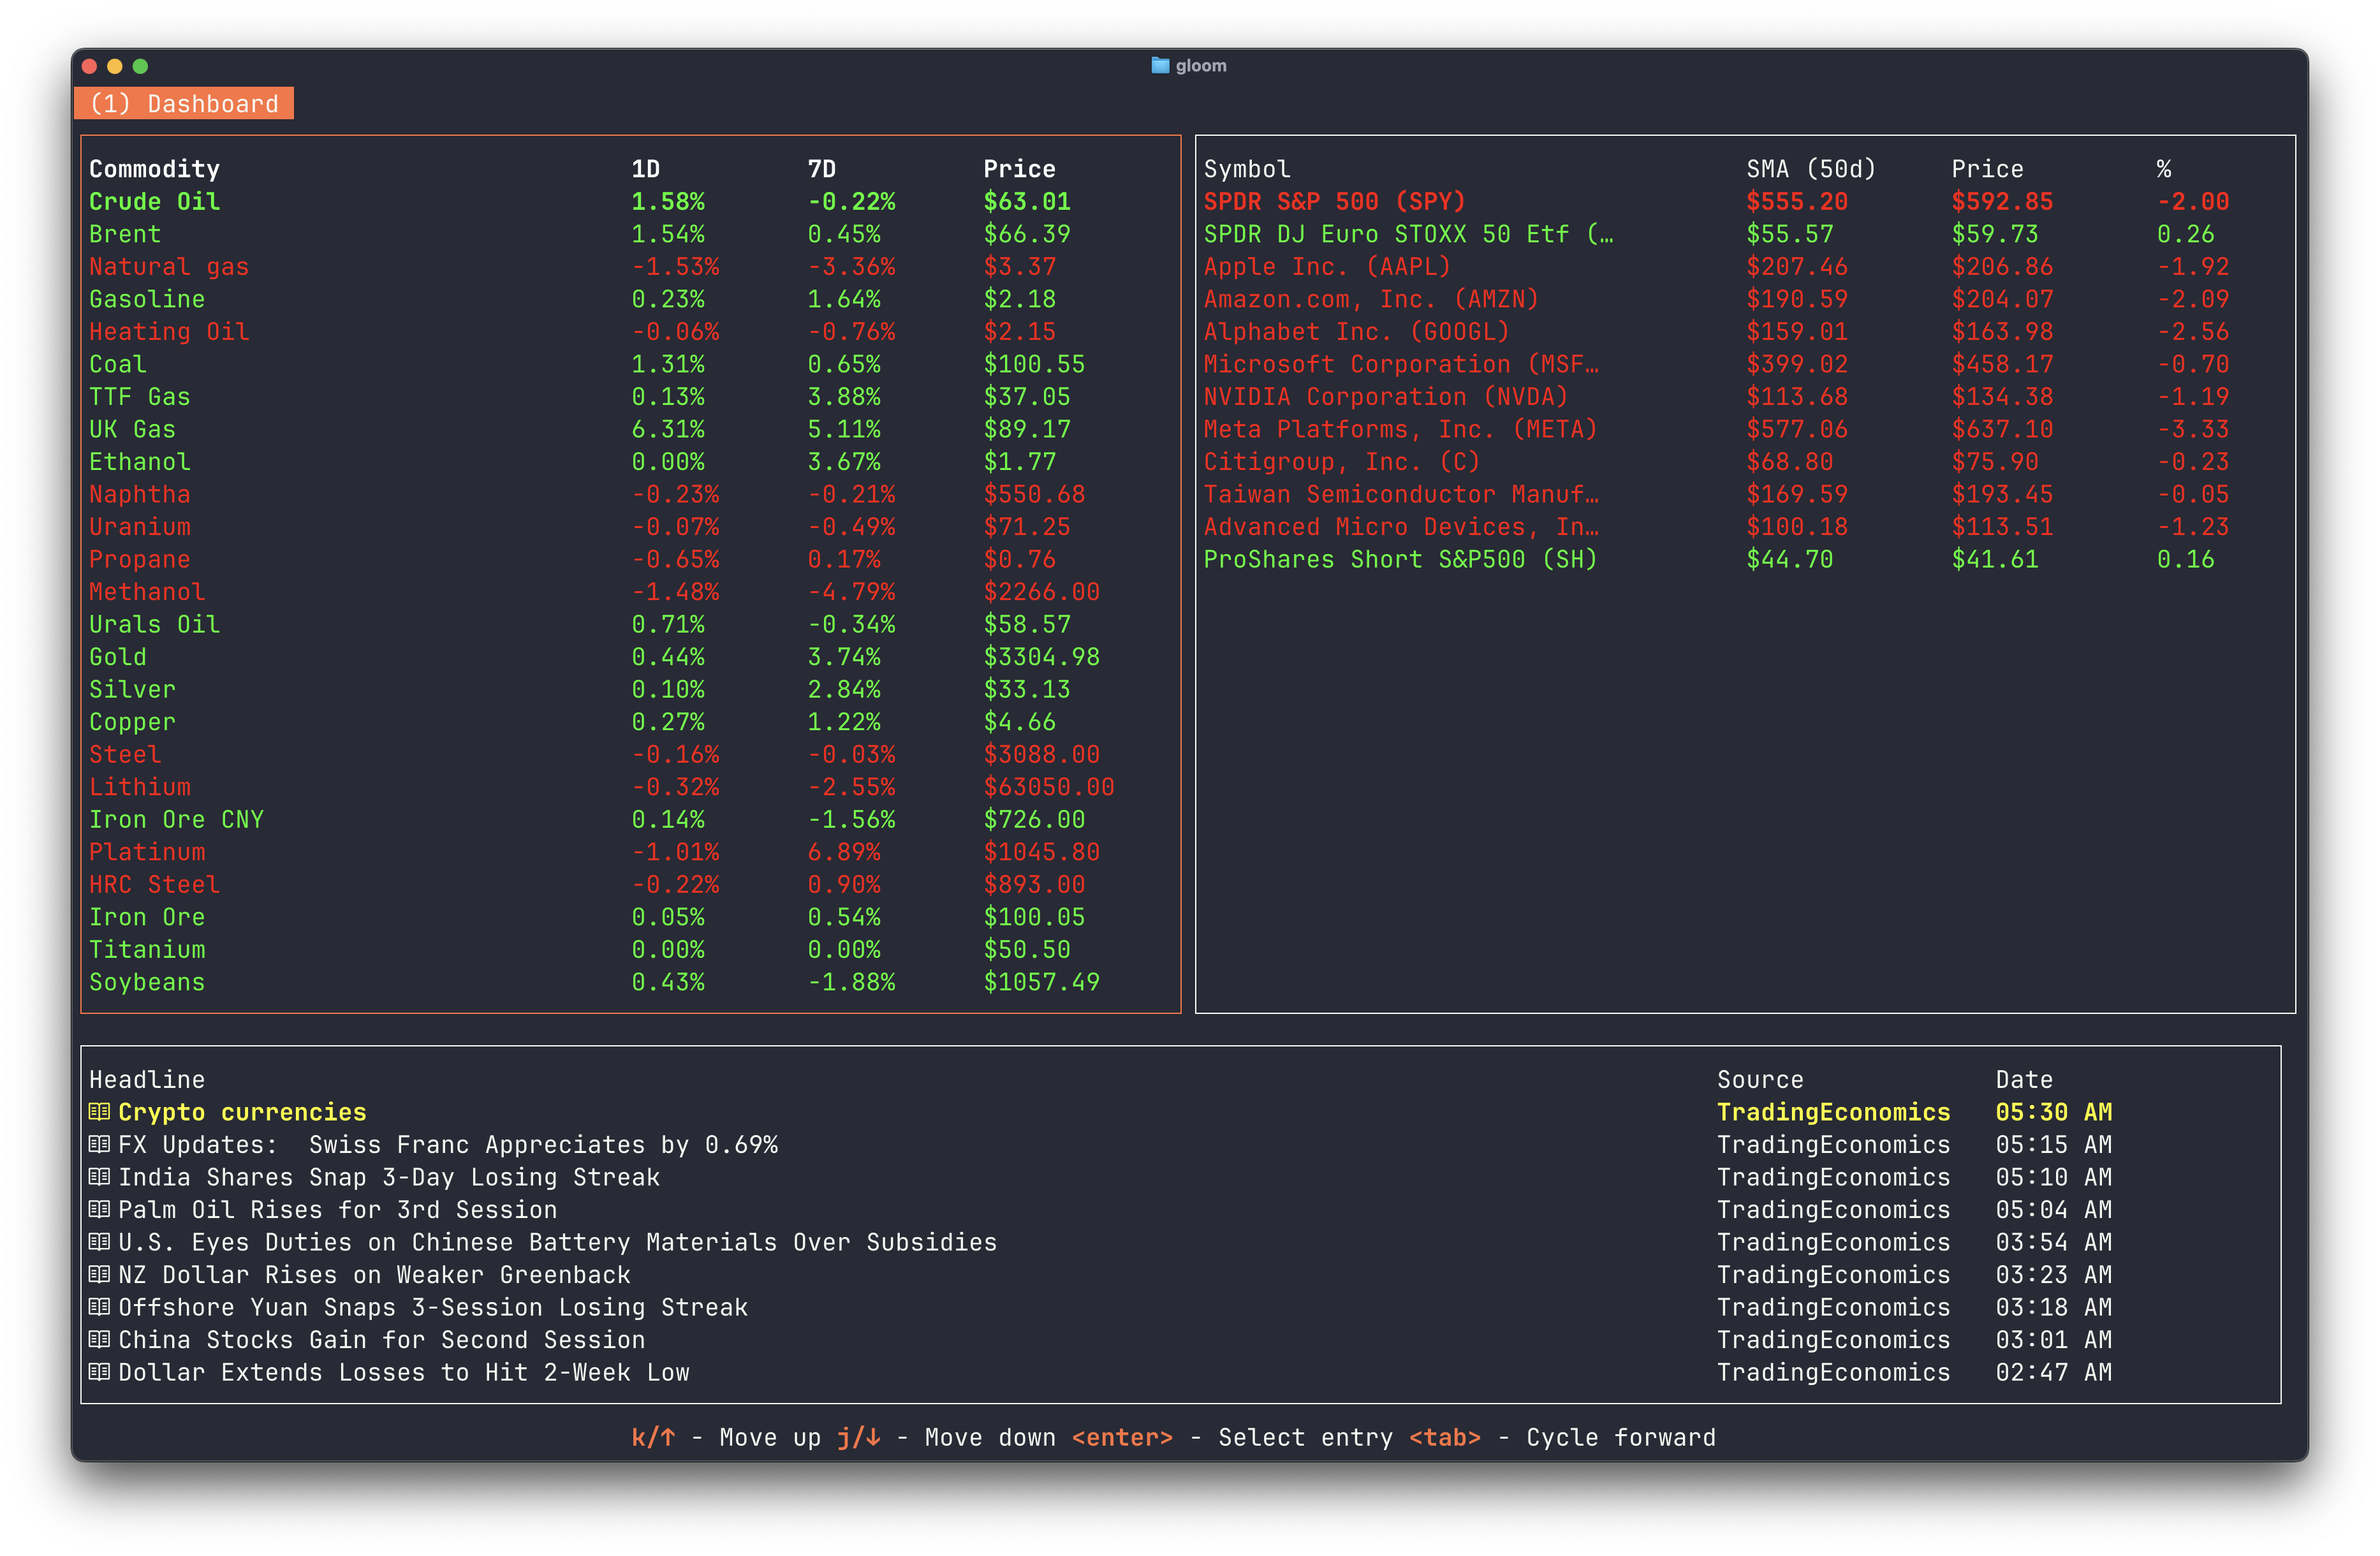 gloom
(1) Dashboard
Commodity 1D 7D Price
Crude Oil 1.58% -0.22% $63.01
Brent 1.54% 0.45% $66.39
Natural gas -1.53% -3.36% $3.37
Gasoline 0.23% 1.64% $2.18
Heating Oil -0.06% -0.76% $2.15
Coal 1.31% 0.65% $100.55
TTF Gas 0.13% 3.88% $37.05
UK Gas 6.31% 5.11% $89.17
Ethanol 0.00% 3.67% $1.77
Naphtha -0.23% -0.21% $550.68
Uranium -0.07% -0.49% $71.25
Propane -0.65% 0.17% $0.76
Methanol -1.48% -4.79% $2266.00
Urals Oil 0.71% -0.34% $58.57
Gold 0.44% 3.74% $3304.98
Silver 0.10% 2.84% $33.13
Copper 0.27% 1.22% $4.66
Steel -0.16% -0.03% $3088.00
Lithium -0.32% -2.55% $63050.00
Iron Ore CNY 0.14% -1.56% $726.00
Platinum -1.01% 6.89% $1045.80
HRC Steel -0.22% 0.90% $893.00
Iron Ore 0.05% 0.54% $100.05
Titanium 0.00% 0.00% $50.50
Soybeans 0.43% -1.88% $1057.49
Symbol SMA (50d) Price %
SPDR S&P 500 (SPY) $555.20 $592.85 -2.00
SPDR DJ Euro STOXX 50 Etf (… $55.57 $59.73 0.26
Apple Inc. (AAPL) $207.46 $206.86 -1.92
Amazon.com, Inc. (AMZN) $190.59 $204.07 -2.09
Alphabet Inc. (GOOGL) $159.01 $163.98 -2.56
Microsoft Corporation (MSF… $399.02 $458.17 -0.70
NVIDIA Corporation (NVDA) $113.68 $134.38 -1.19
Meta Platforms, Inc. (META) $577.06 $637.10 -3.33
Citigroup, Inc. (C) $68.80 $75.90 -0.23
Taiwan Semiconductor Manuf… $169.59 $193.45 -0.05
Advanced Micro Devices, In… $100.18 $113.51 -1.23
ProShares Short S&P500 (SH) $44.70 $41.61 0.16
Headline Source Date
Crypto currencies TradingEconomics 05:30 AM
FX Updates:  Swiss Franc Appreciates by 0.69% TradingEconomics 05:15 AM
India Shares Snap 3-Day Losing Streak TradingEconomics 05:10 AM
Palm Oil Rises for 3rd Session TradingEconomics 05:04 AM
U.S. Eyes Duties on Chinese Battery Materials Over Subsidies TradingEconomics 03:54 AM
NZ Dollar Rises on Weaker Greenback TradingEconomics 03:23 AM
Offshore Yuan Snaps 3-Session Losing Streak TradingEconomics 03:18 AM
China Stocks Gain for Second Session TradingEconomics 03:01 AM
Dollar Extends Losses to Hit 2-Week Low TradingEconomics 02:47 AM
k/↑ - Move up j/↓ - Move down <enter> - Select entry <tab> - Cycle forward